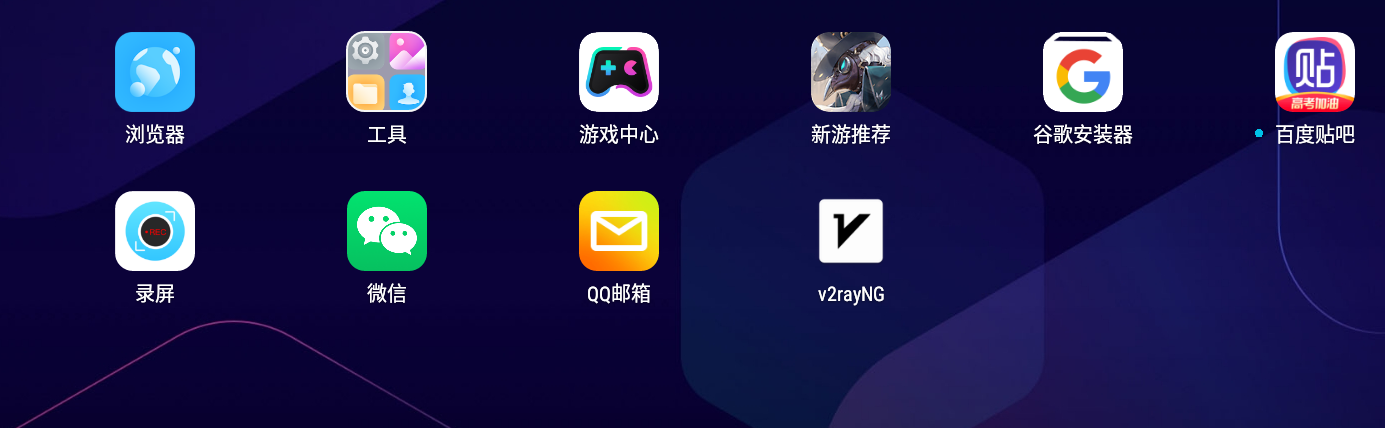 浏览器
工具
游戏中心
新游推荐
谷歌安装器
贴
高考加油
百度贴吧
REC
录屏
微信
QQ邮箱
v2rayNG